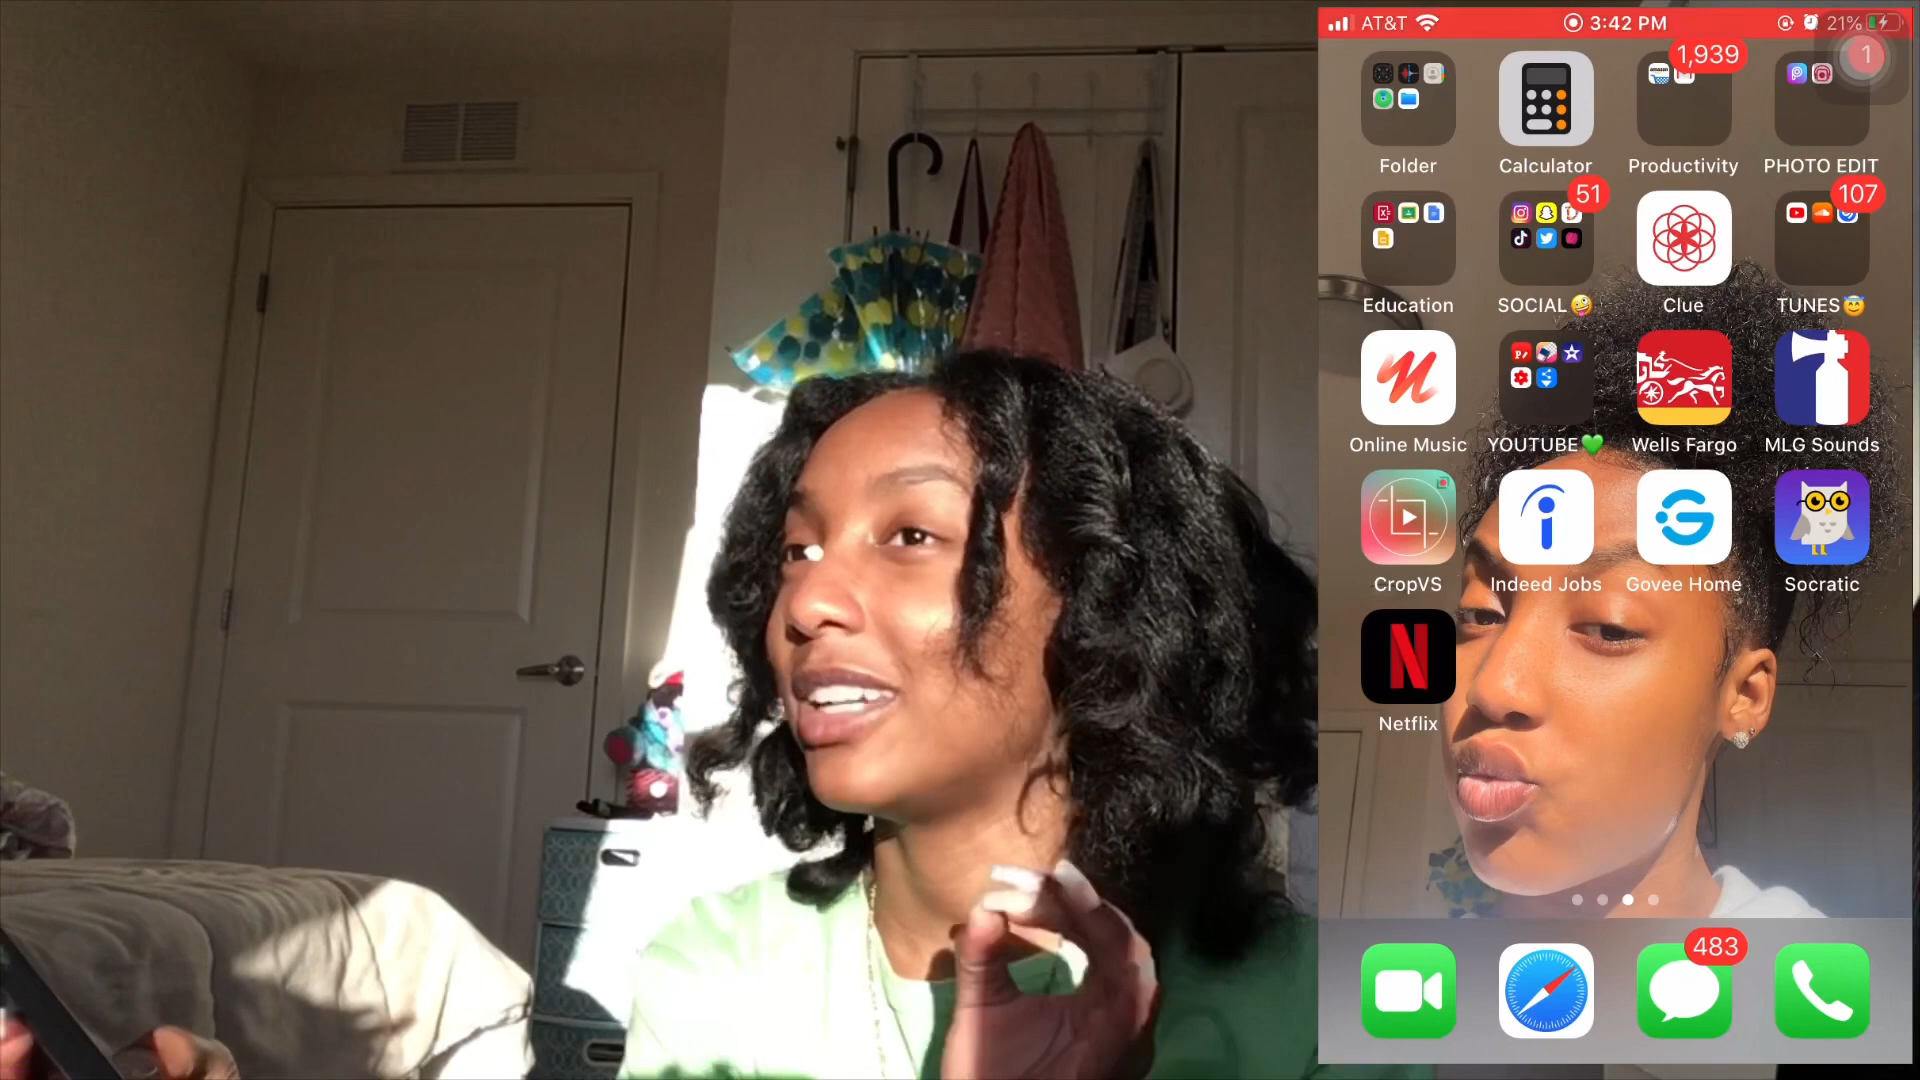 AT&T 3:42 PM 21%
1,939 1
Folder Calculator Productivity PHOTO EDIT
51 107
Education SOCIAL🤪 Clue TUNES😇
Online Music YOUTUBE💚 Wells Fargo MLG Sounds
CropVS Indeed Jobs Govee Home Socratic
N
Netflix
483